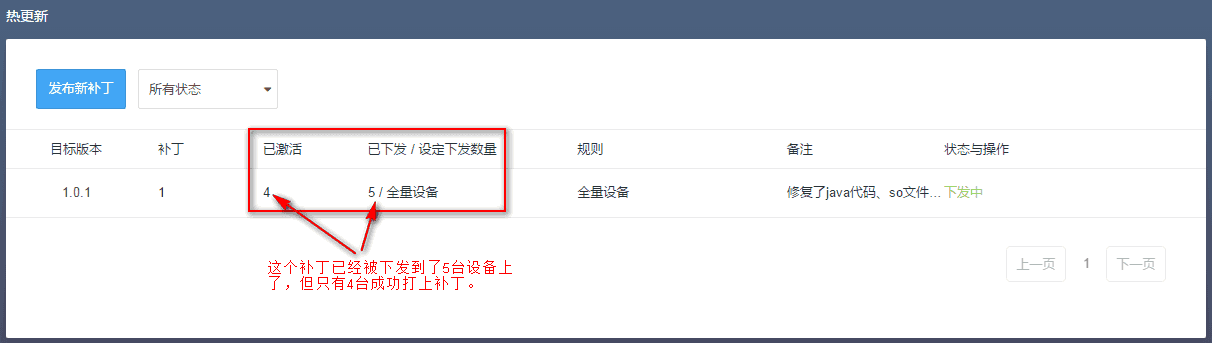 热更新
发布新补丁 所有状态
目标版本 补丁 已激活 已下发 / 设定下发数量 规则 备注 状态与操作
1.0.1 1 4 5 / 全量设备 全量设备 修复了java代码、so文件... 下发中
这个补丁已经被下发到了5台设备上
了，但只有4台成功打上补丁。
上一页 1 下一页